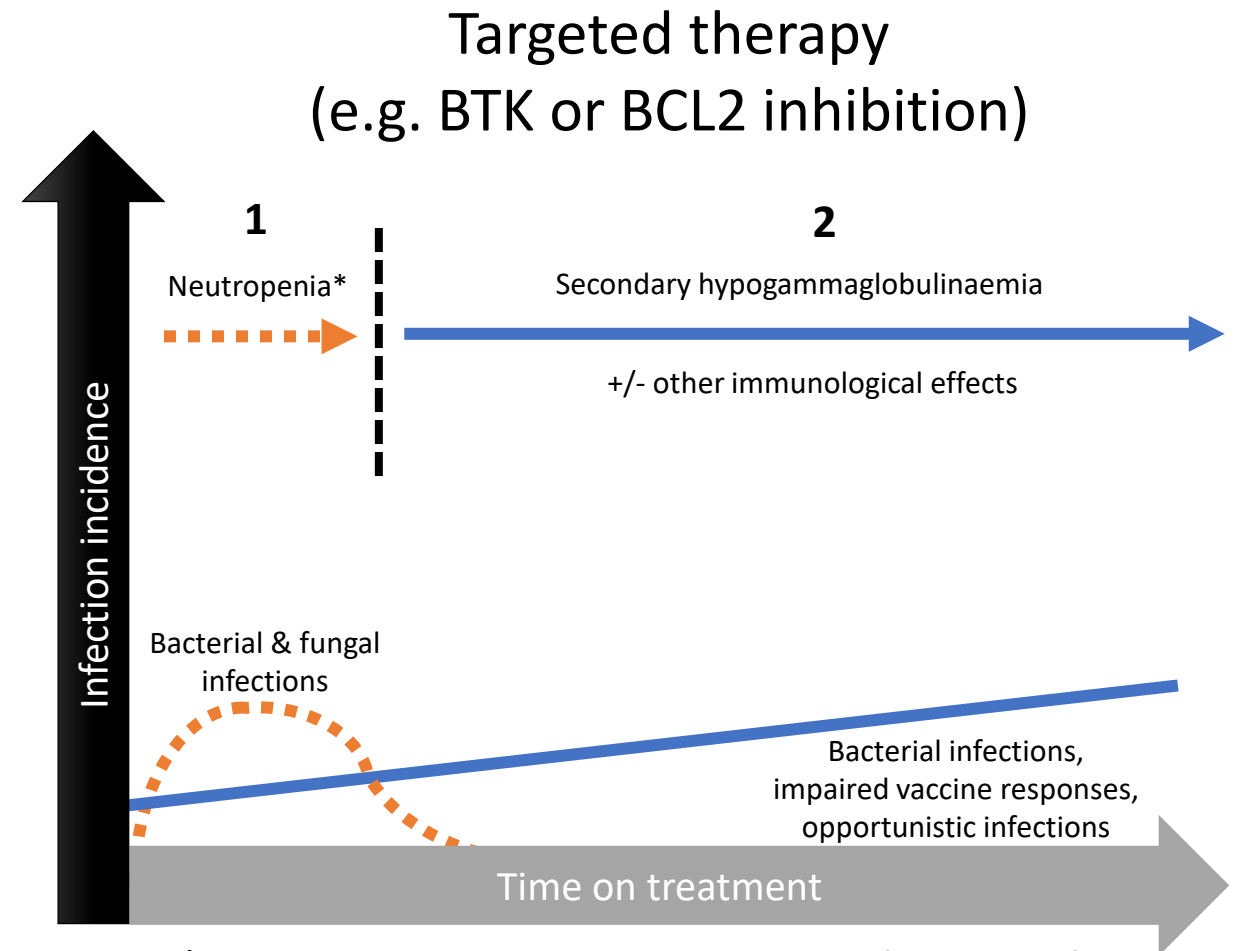 Targeted therapy
(e.g. BTK or BCL2 inhibition)
1
2
Neutropenia*
Secondary hypogammaglobulinaemia
+/- other immunological effects
Infection incidence
Bacterial & fungal
infections
Bacterial infections,
impaired vaccine responses,
opportunistic infections
Time on treatment